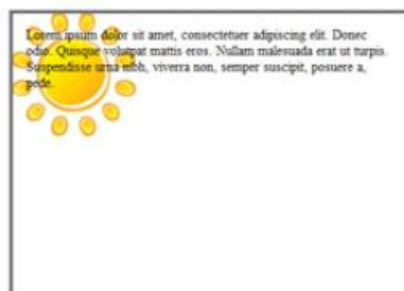 Lorem ipsum dolor sit amet, consectetuer adipiscing elit. Donec
odio. Quisque volutpat mattis eros. Nullam malesuada erat ut turpis.
Suspendisse urna nibh, viverra non, semper suscipit, posuere a,
pede.